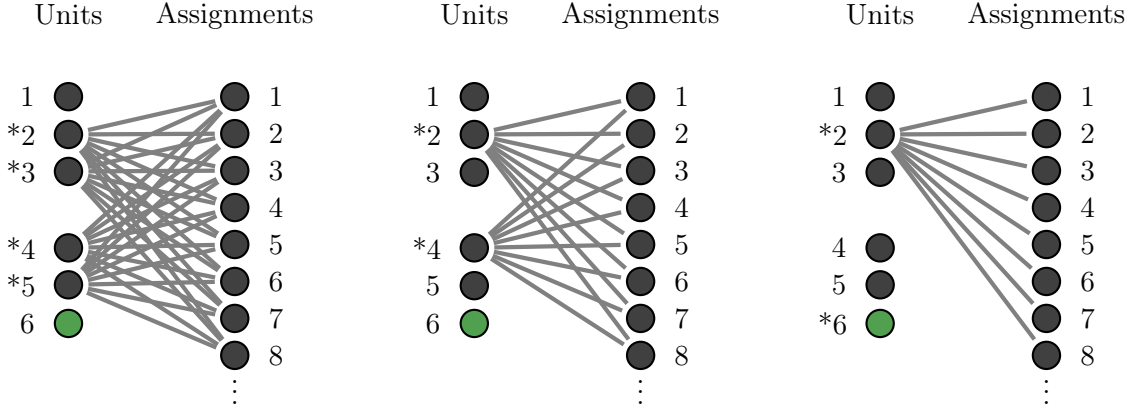 Units Assignments Units Assignments Units Assignments
1 1 1 1 1 1
*2 2 *2 2 *2 2
*3 3 3 3 3 3
4 4 4
*4 5 *4 5 4 5
*5 6 5 6 5 6
6 7 6 7 *6 7
8 8 8
⋮ ⋮ ⋮